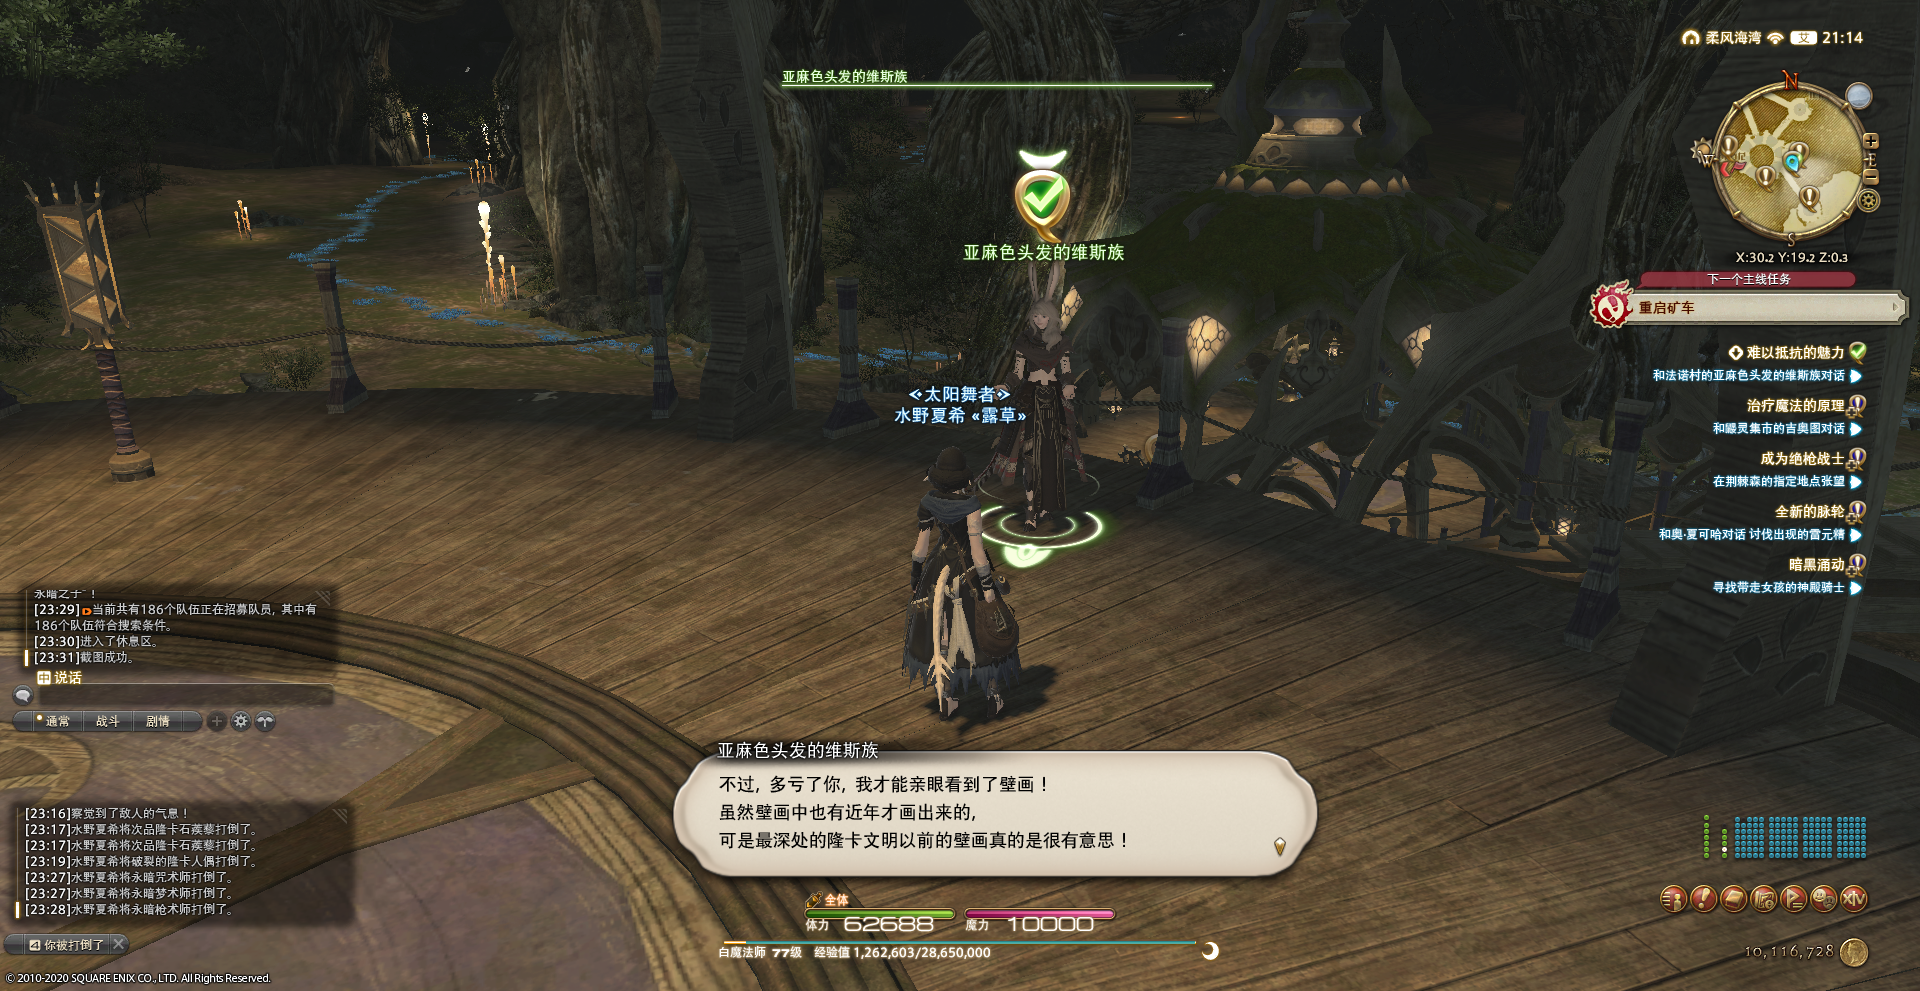 亚麻色头发的维斯族
柔风海湾 艾 21:14
N
W
E
S
X:30.2 Y:19.2 Z:0.3
下一个主线任务
重启矿车
难以抵抗的魅力
和法诺村的亚麻色头发的维斯族对话
治疗魔法的原理
和鼹灵集市的吉奥图对话
成为绝枪战士
在荆棘森的指定地点张望
全新的脉轮
和奥·夏可哈对话 讨伐出现的雷元精
暗黑涌动
寻找带走女孩的神殿骑士
亚麻色头发的维斯族
太阳舞者
水野夏希 «露草»
永暗之子"！
[23:29]当前共有186个队伍正在招募队员, 其中有
186个队伍符合搜索条件。
[23:30]进入了休息区。
[23:31]截图成功。
中 说话
通常 战斗 剧情
[23:16]察觉到了敌人的气息！
[23:17]水野夏希将次品隆卡石蒺藜打倒了。
[23:17]水野夏希将次品隆卡石蒺藜打倒了。
[23:19]水野夏希将破裂的隆卡人偶打倒了。
[23:27]水野夏希将永暗咒术师打倒了。
[23:27]水野夏希将永暗梦术师打倒了。
[23:28]水野夏希将永暗枪术师打倒了。
4 你被打倒了
亚麻色头发的维斯族
不过, 多亏了你, 我才能亲眼看到了壁画！
虽然壁画中也有近年才画出来的,
可是最深处的隆卡文明以前的壁画真的是很有意思！
全体
体力 62688 魔力 10000
白魔法师 77级 经验值 1,262,603/28,650,000
XIV
10,116,728
© 2010-2020 SQUARE ENIX CO., LTD. All Rights Reserved.